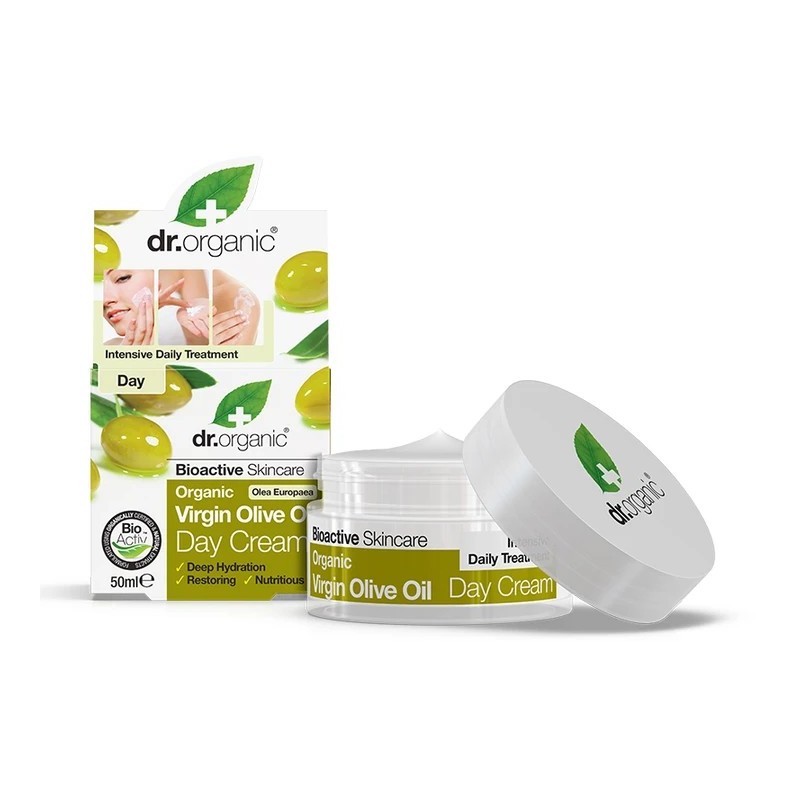 dr.organic®
Intensive Daily Treatment
Day
dr.organic®
Bioactive Skincare
Organic Olea Europaea
Virgin Olive
Day Cream
✓ Deep Hydration
✓ Restoring ✓ Nutritious
Bio
Activ
50ml e
Bioactive Skincare
Organic
Virgin Olive Oil Day Cream
Intensive
Daily Treatment
dr.organic®